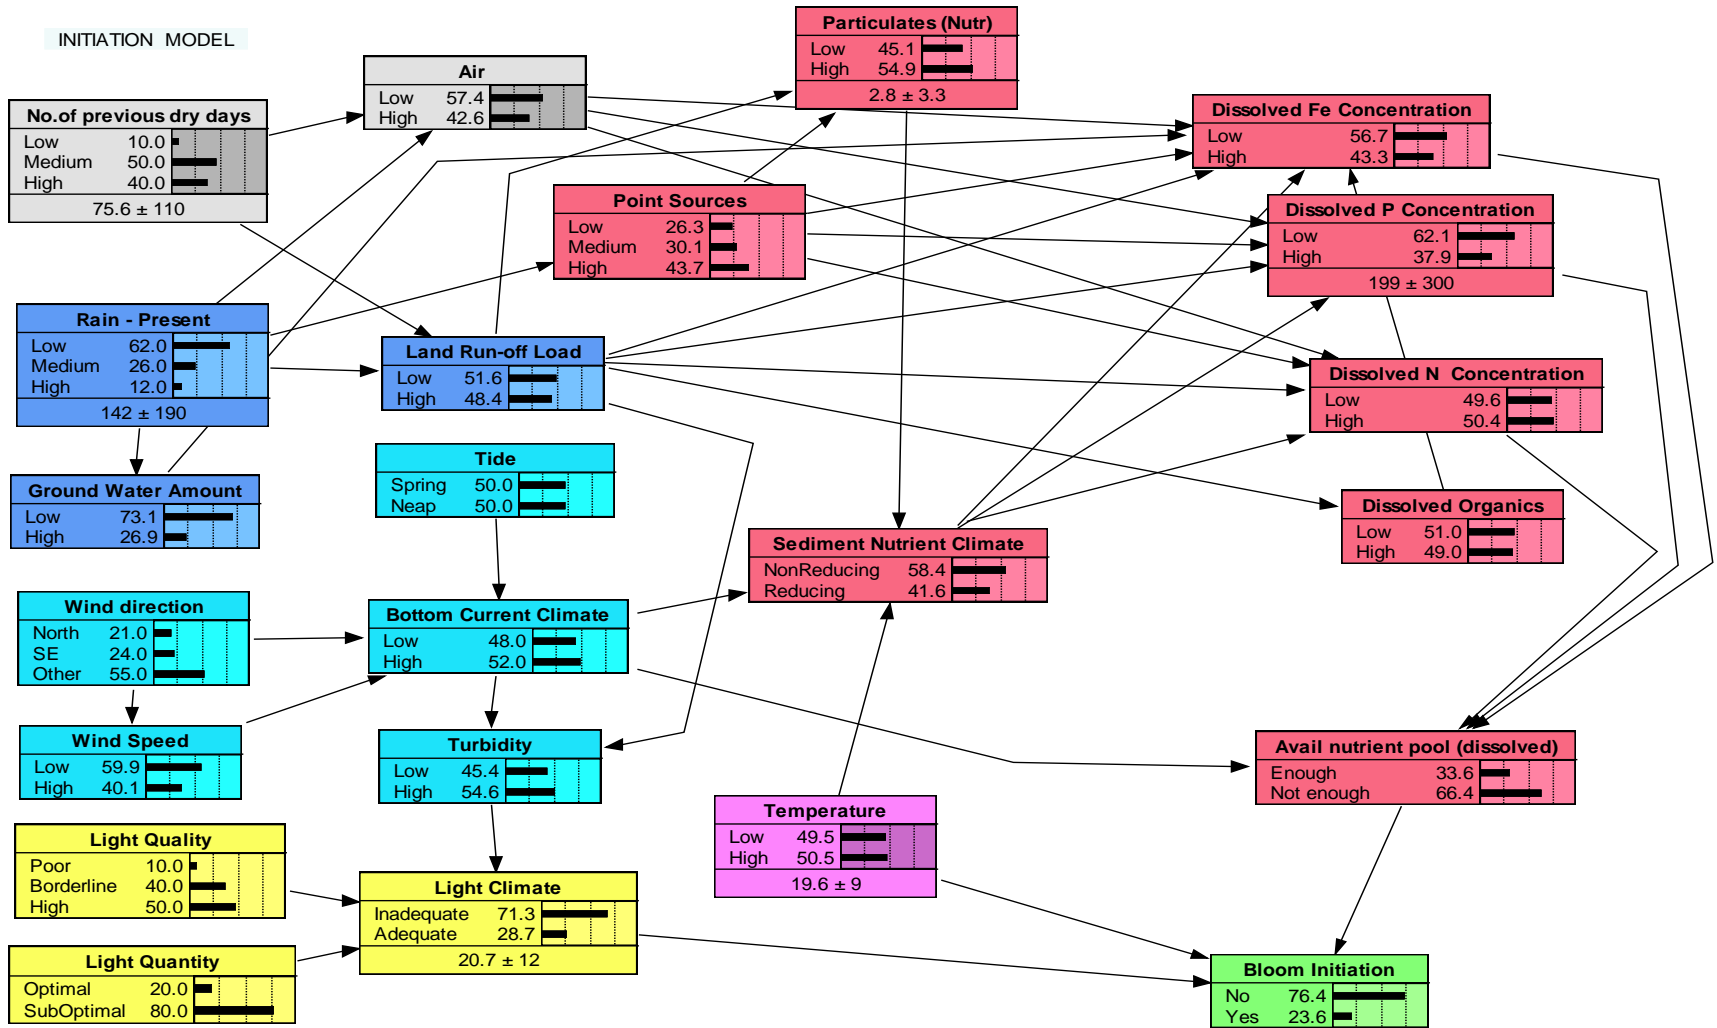 INITIATION MODEL
No.of previous dry days
Low 10.0
Medium 50.0
High 40.0
75.6 ± 110
Air
Low 57.4
High 42.6
Particulates (Nutr)
Low 45.1
High 54.9
2.8 ± 3.3
Dissolved Fe Concentration
Low 56.7
High 43.3
Point Sources
Low 26.3
Medium 30.1
High 43.7
Dissolved P Concentration
Low 62.1
High 37.9
199 ± 300
Rain - Present
Low 62.0
Medium 26.0
High 12.0
142 ± 190
Land Run-off Load
Low 51.6
High 48.4
Dissolved N Concentration
Low 49.6
High 50.4
Ground Water Amount
Low 73.1
High 26.9
Tide
Spring 50.0
Neap 50.0
Dissolved Organics
Low 51.0
High 49.0
Sediment Nutrient Climate
NonReducing 58.4
Reducing 41.6
Wind direction
North 21.0
SE 24.0
Other 55.0
Bottom Current Climate
Low 48.0
High 52.0
Wind Speed
Low 59.9
High 40.1
Turbidity
Low 45.4
High 54.6
Avail nutrient pool (dissolved)
Enough 33.6
Not enough 66.4
Temperature
Low 49.5
High 50.5
19.6 ± 9
Light Quality
Poor 10.0
Borderline 40.0
High 50.0
Light Climate
Inadequate 71.3
Adequate 28.7
20.7 ± 12
Light Quantity
Optimal 20.0
SubOptimal 80.0
Bloom Initiation
No 76.4
Yes 23.6